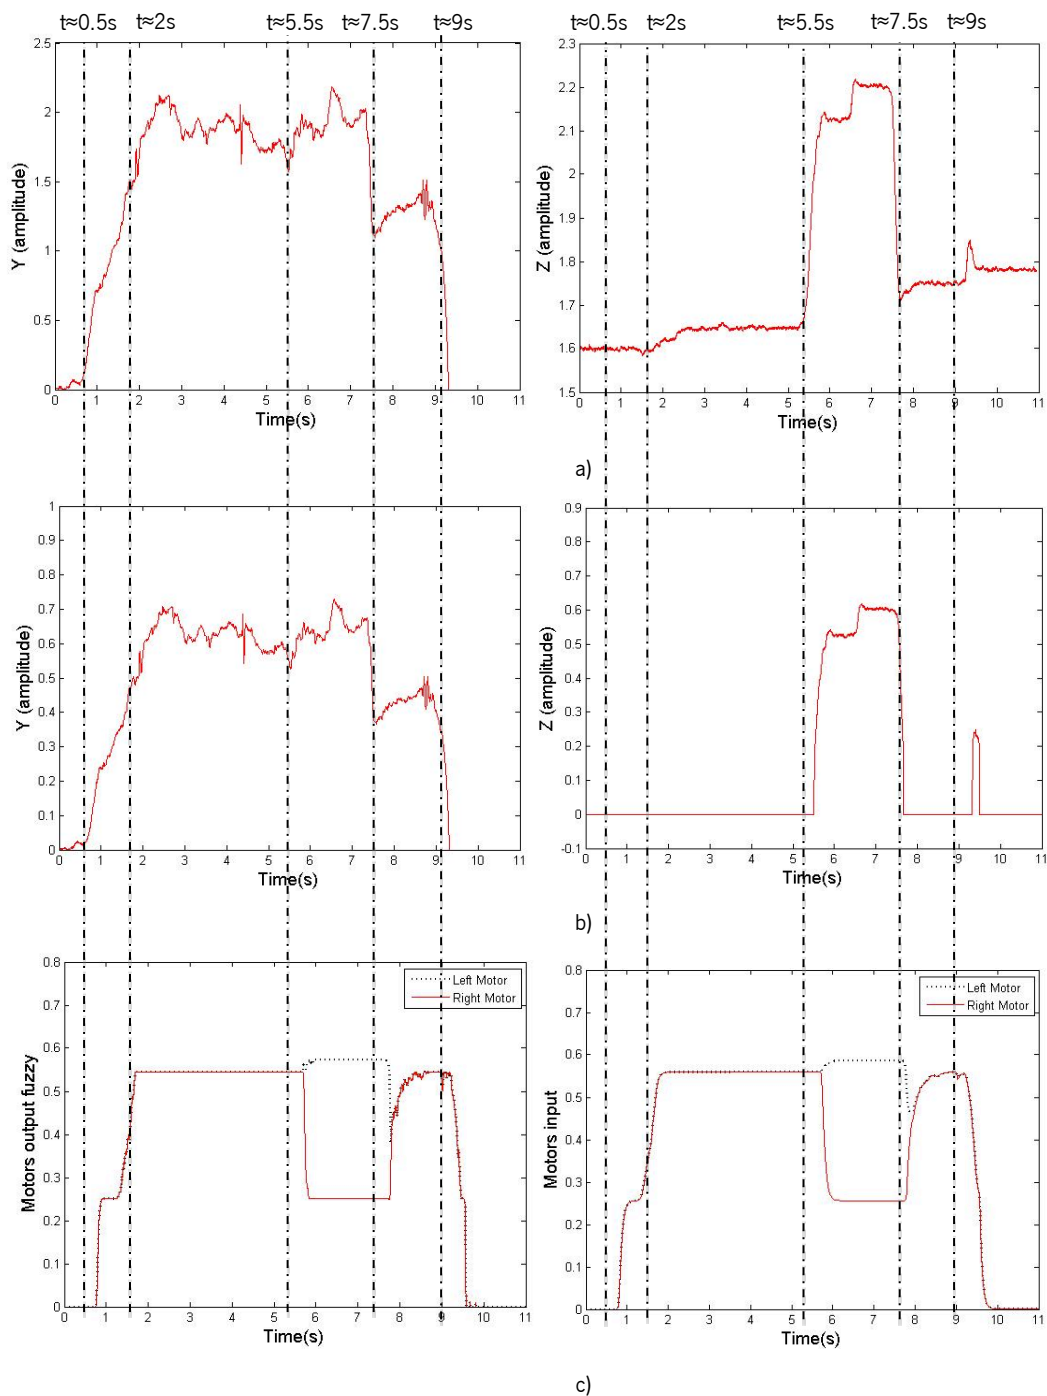 t≈0.5s t≈2s t≈5.5s t≈7.5s t≈9s
t≈0.5s t≈2s t≈5.5s t≈7.5s t≈9s
2.5
2
1.5
1
0.5
0
Y (amplitude)
0 1 2 3 4 5 6 7 8 9 10 11
Time(s)
2.3
2.2
2.1
2
1.9
1.8
1.7
1.6
1.5
Z (amplitude)
0 1 2 3 4 5 6 7 8 9 10 11
Time(s)
a)
1
0.9
0.8
0.7
0.6
0.5
0.4
0.3
0.2
0.1
0
Y (amplitude)
0 1 2 3 4 5 6 7 8 9 10 11
Time(s)
0.9
0.8
0.7
0.6
0.5
0.4
0.3
0.2
0.1
0
-0.1
Z (amplitude)
0 1 2 3 4 5 6 7 8 9 10 11
Time(s)
b)
0.8
0.7
0.6
0.5
0.4
0.3
0.2
0.1
0
Motors output fuzzy
Left Motor
Right Motor
0 1 2 3 4 5 6 7 8 9 10 11
Time(s)
0.8
0.7
0.6
0.5
0.4
0.3
0.2
0.1
0
Motors input
Left Motor
Right Motor
0 1 2 3 4 5 6 7 8 9 10 11
Time(s)
c)